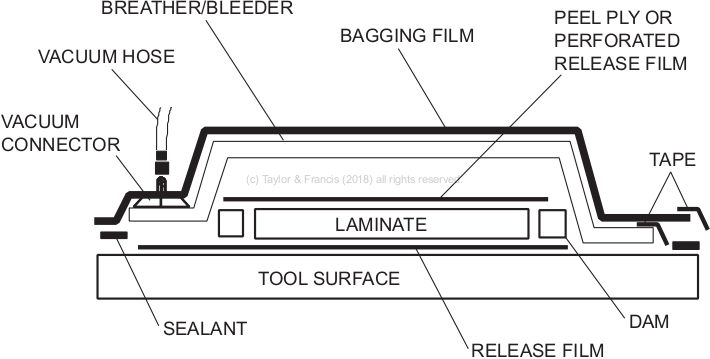 BREATHER/BLEEDER
BAGGING FILM
PEEL PLY OR
PERFORATED
RELEASE FILM
VACUUM HOSE
VACUUM
CONNECTOR
TAPE
(c) Taylor & Francis (2018) all rights reserved.
LAMINATE
TOOL SURFACE
SEALANT
DAM
RELEASE FILM